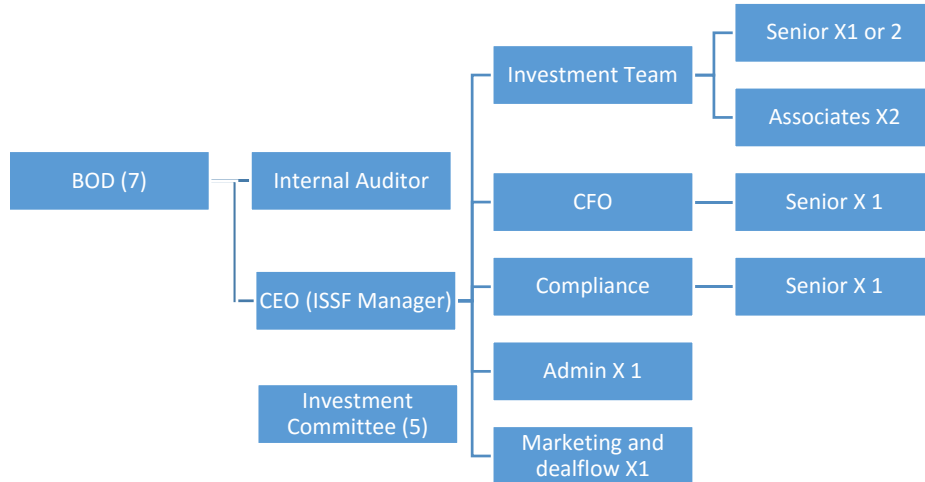 Senior X1 or 2
Investment Team
Associates X2
BOD (7)
Internal Auditor
CFO
Senior X 1
CEO (ISSF Manager)
Compliance
Senior X 1
Admin X 1
Investment
Committee (5)
Marketing and
dealflow X1